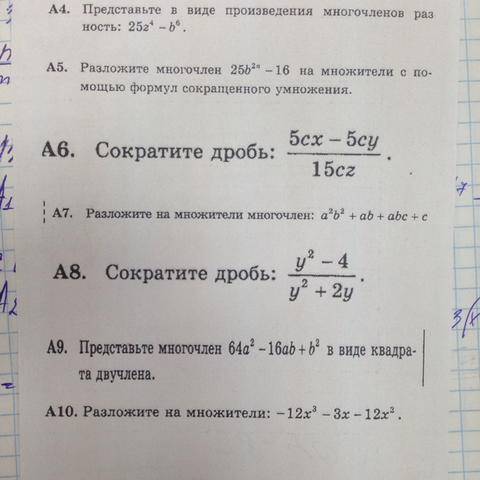 А4. Представьте в виде произведения многочленов раз
ность: 25z⁴ – b⁶.
А5. Разложите многочлен 25b²ⁿ – 16 на множители с по-
мощью формул сокращенного умножения.
А6. Сократите дробь: (5cx – 5cy)/(15cz).
А7. Разложите на множители многочлен: a²b² + ab + abc + c
А8. Сократите дробь: (y² – 4)/(y² + 2y).
А9. Представьте многочлен 64a² – 16ab + b² в виде квадра-
та двучлена.
А10. Разложите на множители: –12x³ – 3x – 12x².